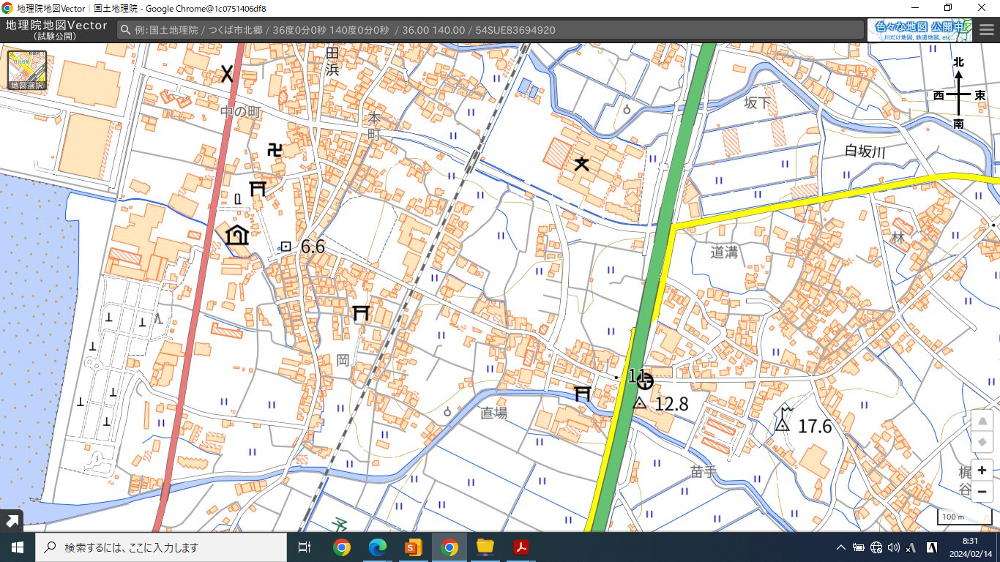 地理院地図Vector｜国土地理院 - Google Chrome@1c0751406df8
地理院地図Vector
（試験公開）
例：国土地理院 / つくば市北郷 / 36度0分0秒 140度0分0秒 / 36.00 140.00 / 54SUE83694920
色々な地図 公開中
川だけ地図, 鉄道地図, etc...
地図選択
北
西 東
南
田浜
中の町
本町
坂下
白坂川
6.6
道溝
林
岡
11
12.8
直場
17.6
苗手
梶谷
予
100 m
検索するには、ここに入力します
8:31
2024/02/14